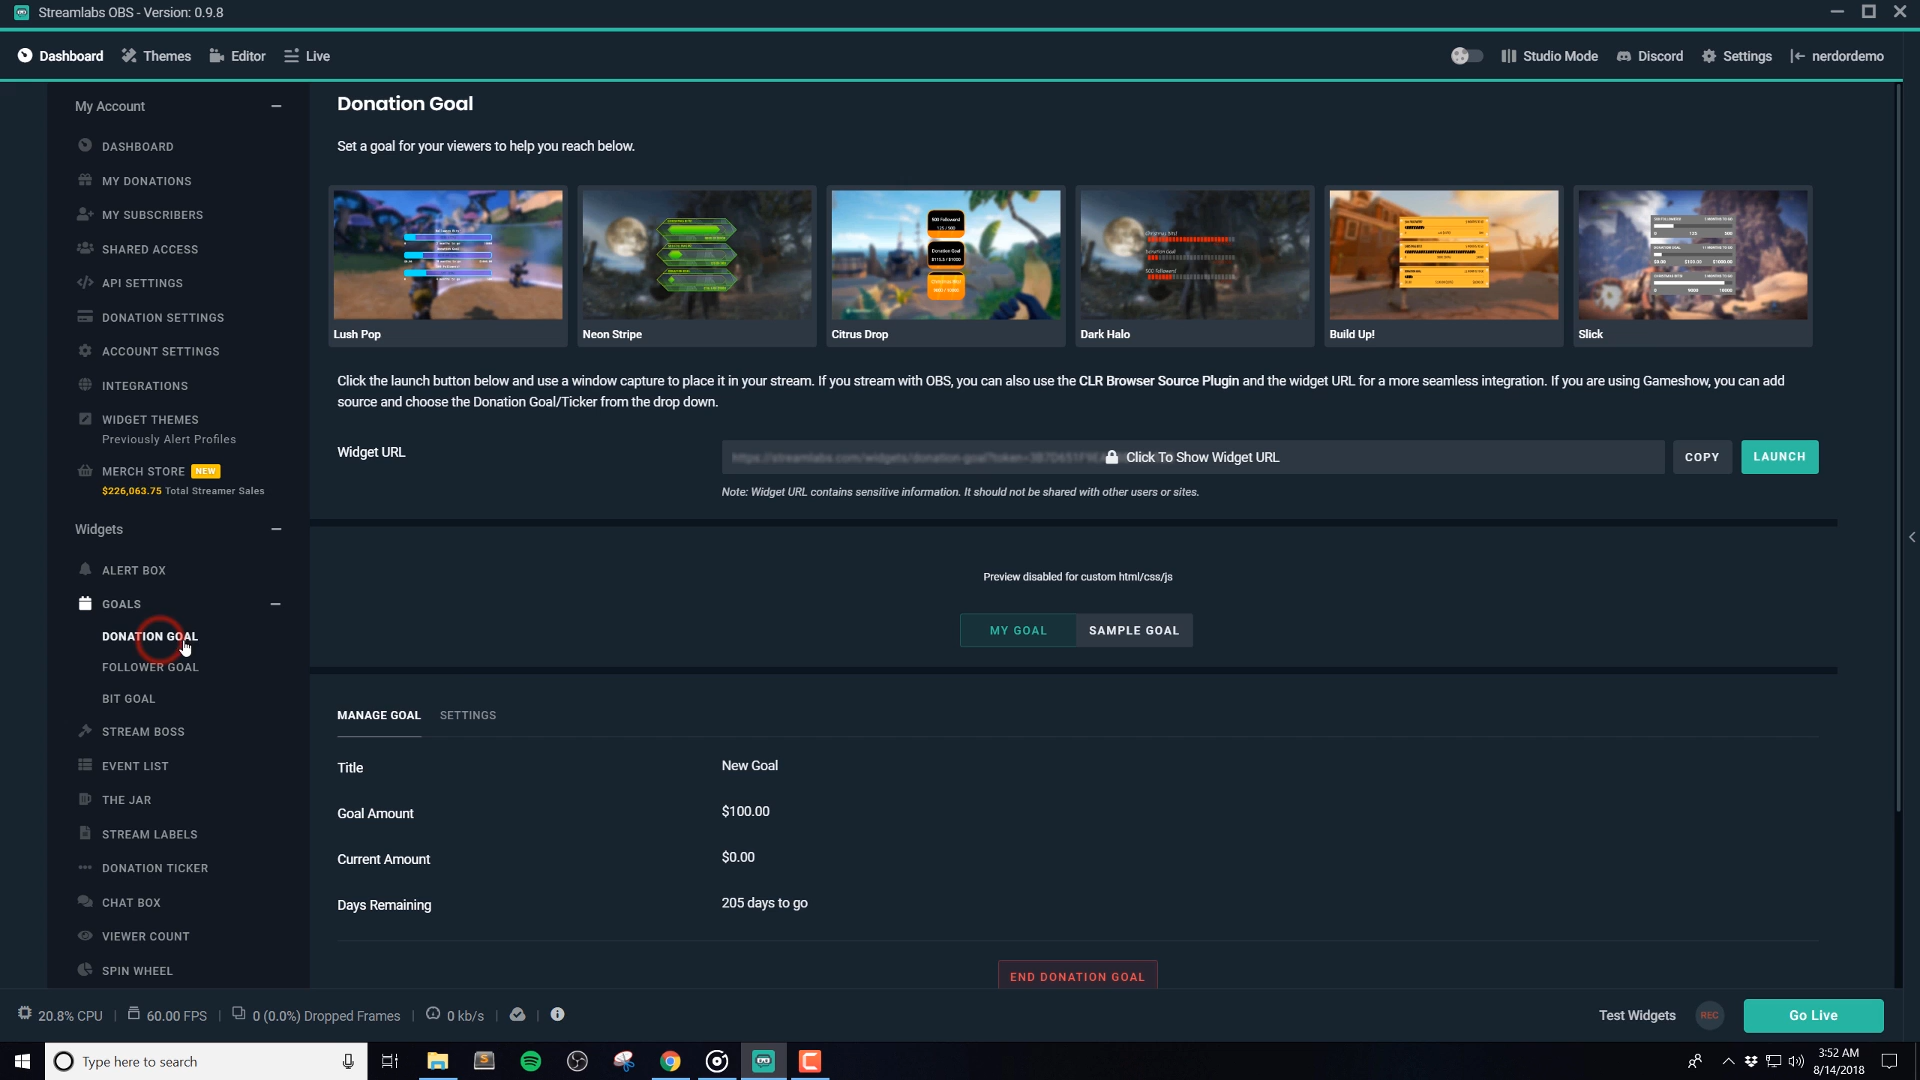 Streamlabs OBS - Version: 0.9.8
Dashboard Themes Editor Live
Studio Mode Discord Settings nerdordemo
My Account
DASHBOARD
MY DONATIONS
MY SUBSCRIBERS
SHARED ACCESS
API SETTINGS
DONATION SETTINGS
ACCOUNT SETTINGS
INTEGRATIONS
WIDGET THEMES
Previously Alert Profiles
MERCH STORE NEW
$226,063.75 Total Streamer Sales
Widgets
ALERT BOX
GOALS
DONATION GOAL
FOLLOWER GOAL
BIT GOAL
STREAM BOSS
EVENT LIST
THE JAR
STREAM LABELS
DONATION TICKER
CHAT BOX
VIEWER COUNT
SPIN WHEEL
Donation Goal
Set a goal for your viewers to help you reach below.
Lush Pop
Neon Stripe
Citrus Drop
Dark Halo
Build Up!
Slick
Click the launch button below and use a window capture to place it in your stream. If you stream with OBS, you can also use the CLR Browser Source Plugin and the widget URL for a more seamless integration. If you are using Gameshow, you can add
source and choose the Donation Goal/Ticker from the drop down.
Widget URL
Click To Show Widget URL
COPY
LAUNCH
Note: Widget URL contains sensitive information. It should not be shared with other users or sites.
Preview disabled for custom html/css/js
MY GOAL SAMPLE GOAL
MANAGE GOAL SETTINGS
Title New Goal
Goal Amount $100.00
Current Amount $0.00
Days Remaining 205 days to go
END DONATION GOAL
20.8% CPU 60.00 FPS 0 (0.0%) Dropped Frames 0 kb/s
Test Widgets REC Go Live
Type here to search
3:52 AM
8/14/2018